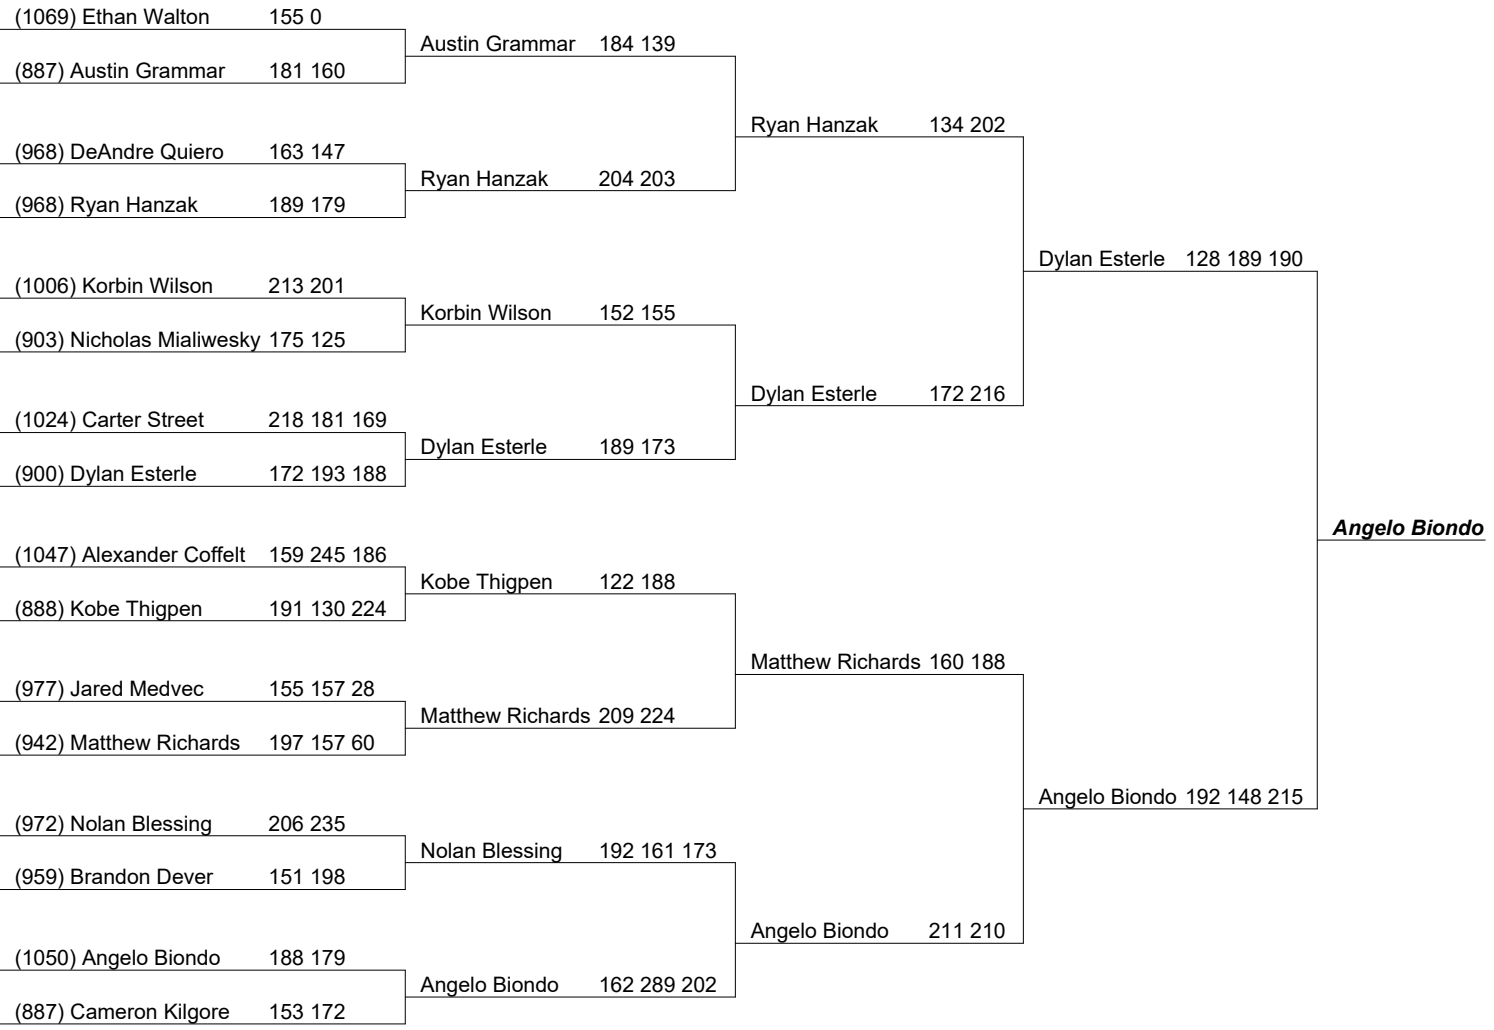 (1069) Ethan Walton 155 0
(887) Austin Grammar 181 160
(968) DeAndre Quiero 163 147
(968) Ryan Hanzak 189 179
(1006) Korbin Wilson 213 201
(903) Nicholas Mialiwesky 175 125
(1024) Carter Street 218 181 169
(900) Dylan Esterle 172 193 188
(1047) Alexander Coffelt 159 245 186
(888) Kobe Thigpen 191 130 224
(977) Jared Medvec 155 157 28
(942) Matthew Richards 197 157 60
(972) Nolan Blessing 206 235
(959) Brandon Dever 151 198
(1050) Angelo Biondo 188 179
(887) Cameron Kilgore 153 172
Austin Grammar 184 139
Ryan Hanzak 204 203
Korbin Wilson 152 155
Dylan Esterle 189 173
Kobe Thigpen 122 188
Matthew Richards 209 224
Nolan Blessing 192 161 173
Angelo Biondo 162 289 202
Ryan Hanzak 134 202
Dylan Esterle 172 216
Matthew Richards 160 188
Angelo Biondo 211 210
Dylan Esterle 128 189 190
Angelo Biondo 192 148 215
Angelo Biondo